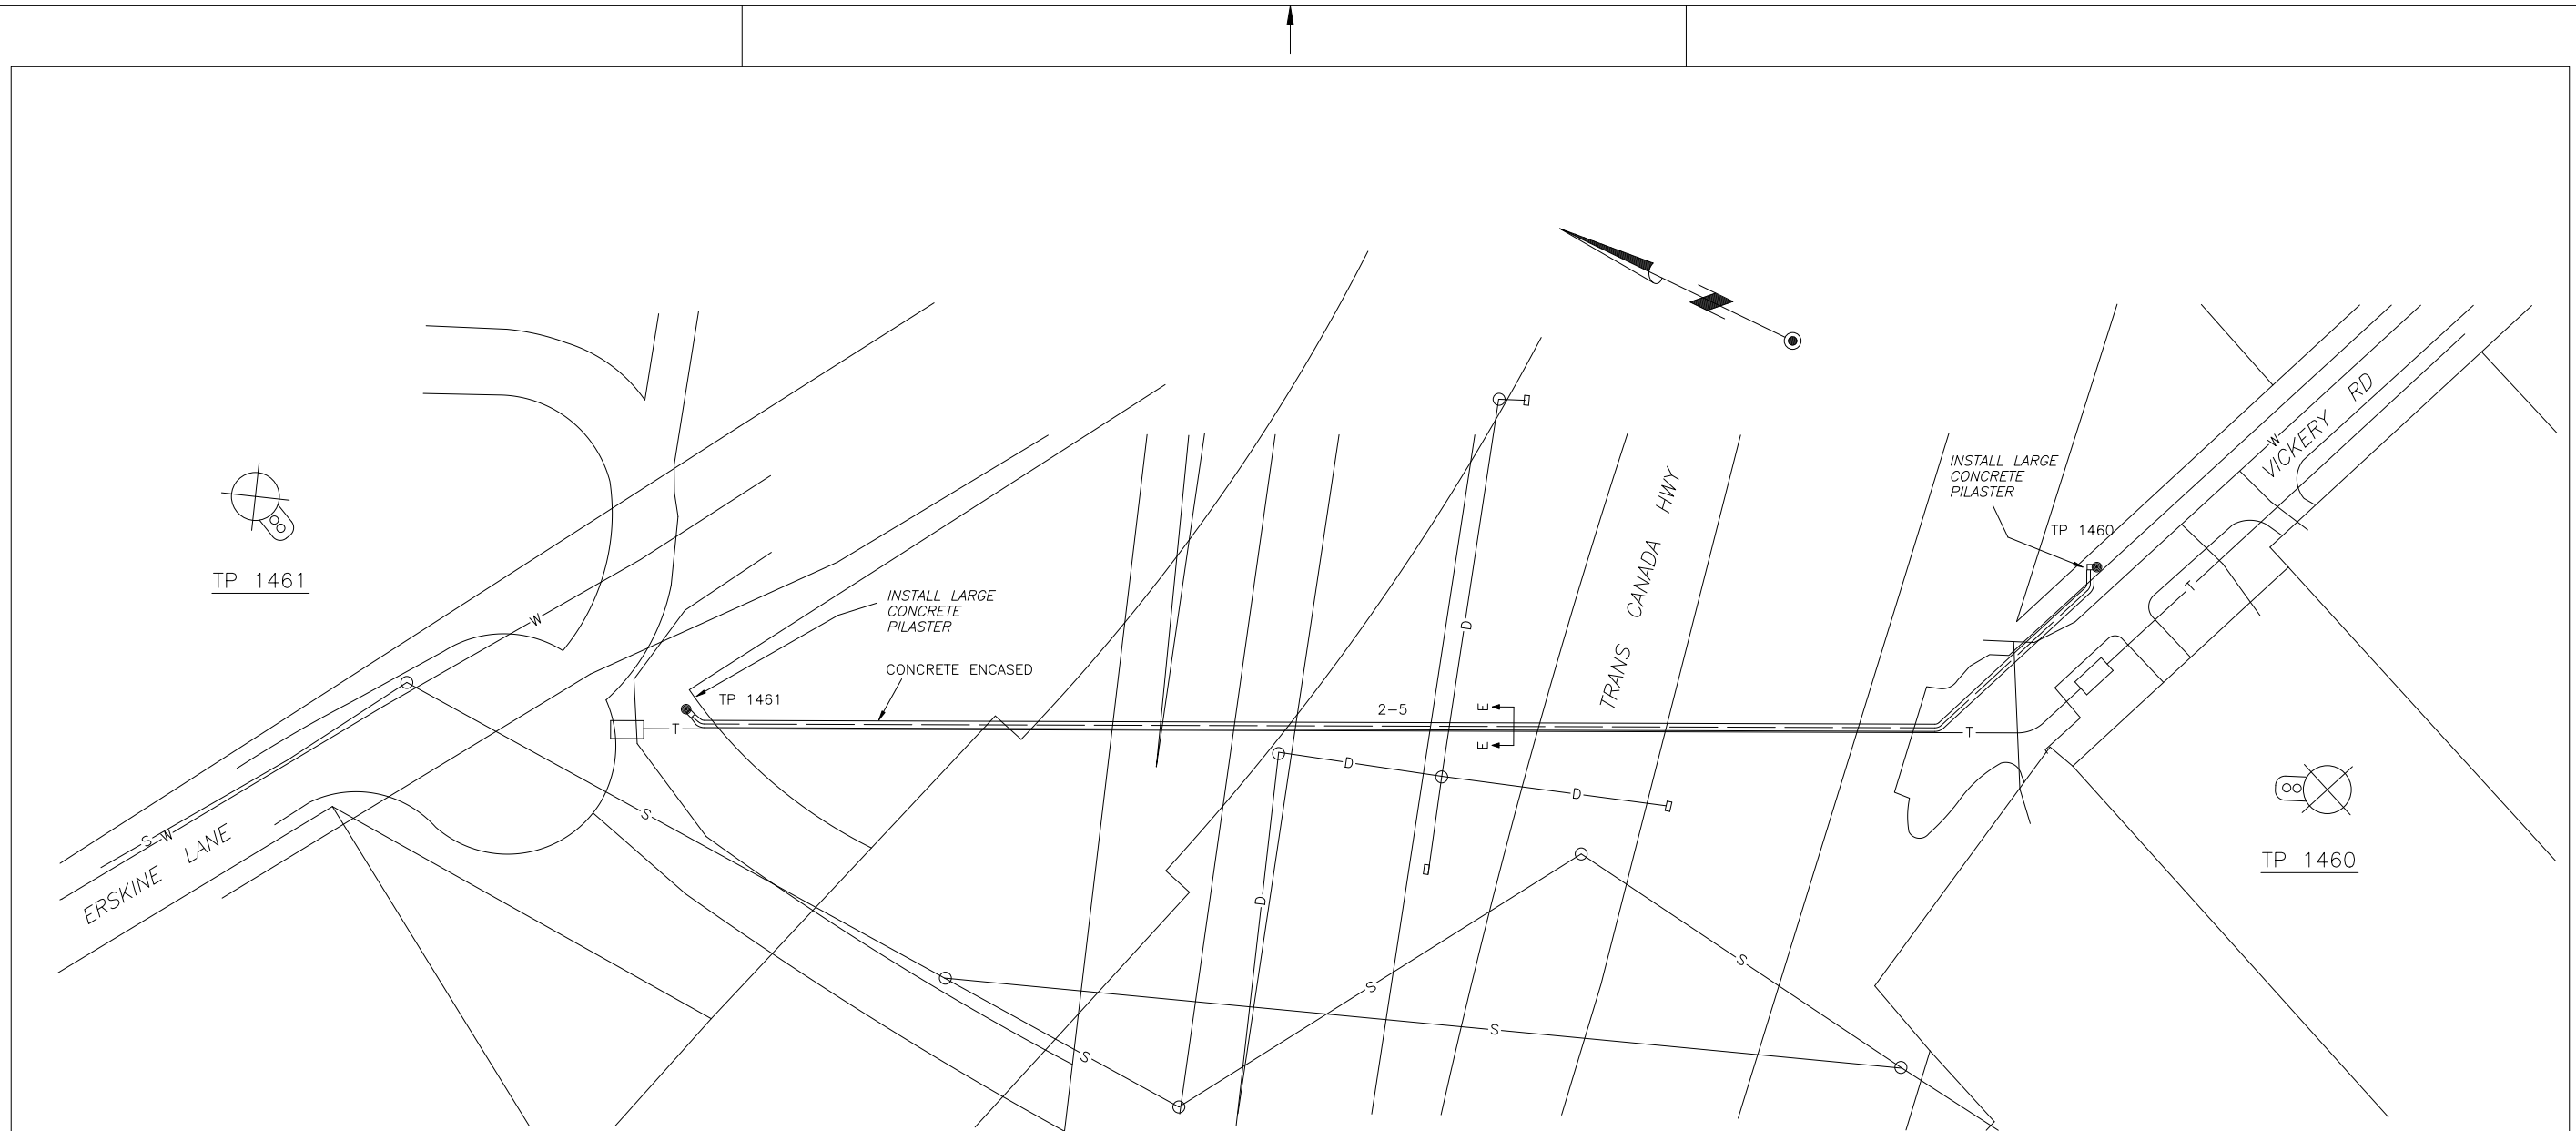 VICKERY RD
W
INSTALL LARGE
CONCRETE
PILASTER
TRANS CANADA HWY
TP 1460
TP 1461
T
INSTALL LARGE
CONCRETE
PILASTER
W
D
CONCRETE ENCASED
TP 1461
2-5
E
E
T
T
D
D
S
S W
ERSKINE LANE
S
TP 1460
D
S
S
S
S